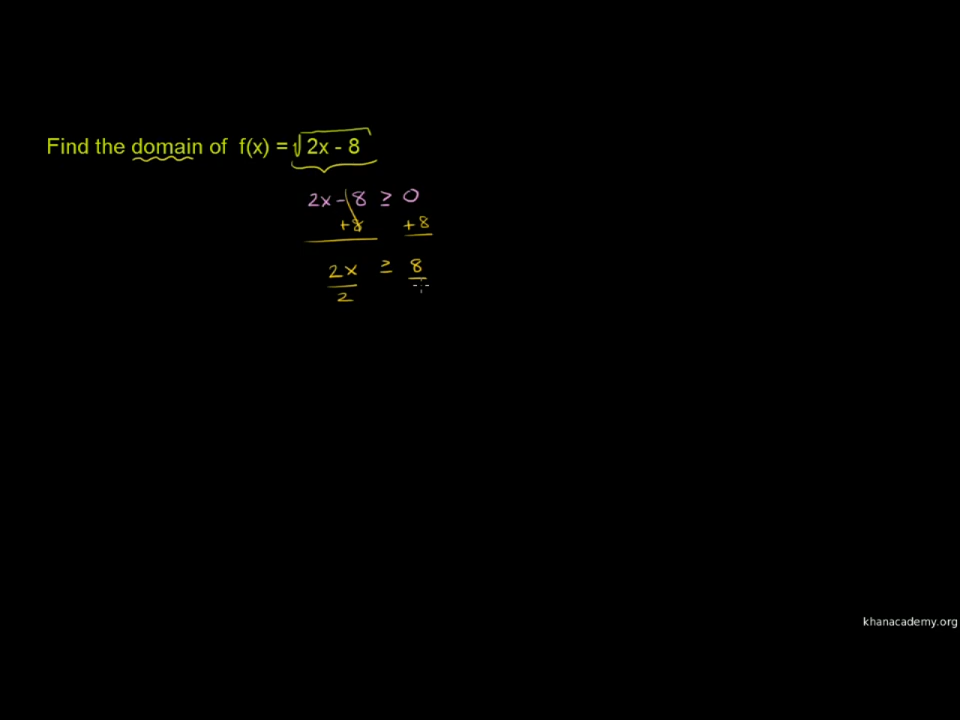 Find the domain of f(x) = √2x - 8
2x - 8 ≥ 0
+8 +8
2x ≥ 8
2
khanacademy.org